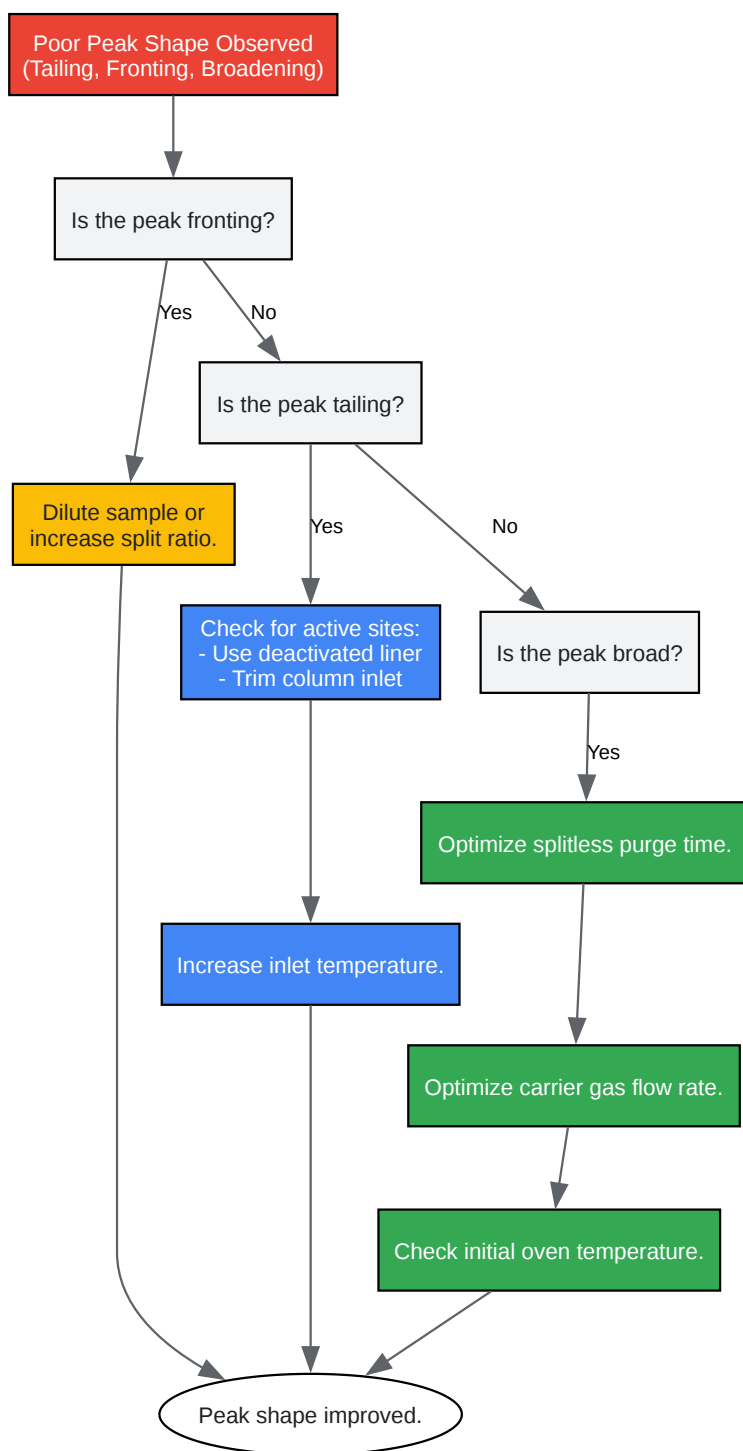 Poor Peak Shape Observed
(Tailing, Fronting, Broadening)
Is the peak fronting?
Yes
No
Is the peak tailing?
Dilute sample or
increase split ratio.
Yes
No
Check for active sites:
- Use deactivated liner
- Trim column inlet
Is the peak broad?
Yes
Optimize splitless purge time.
Increase inlet temperature.
Optimize carrier gas flow rate.
Check initial oven temperature.
Peak shape improved.